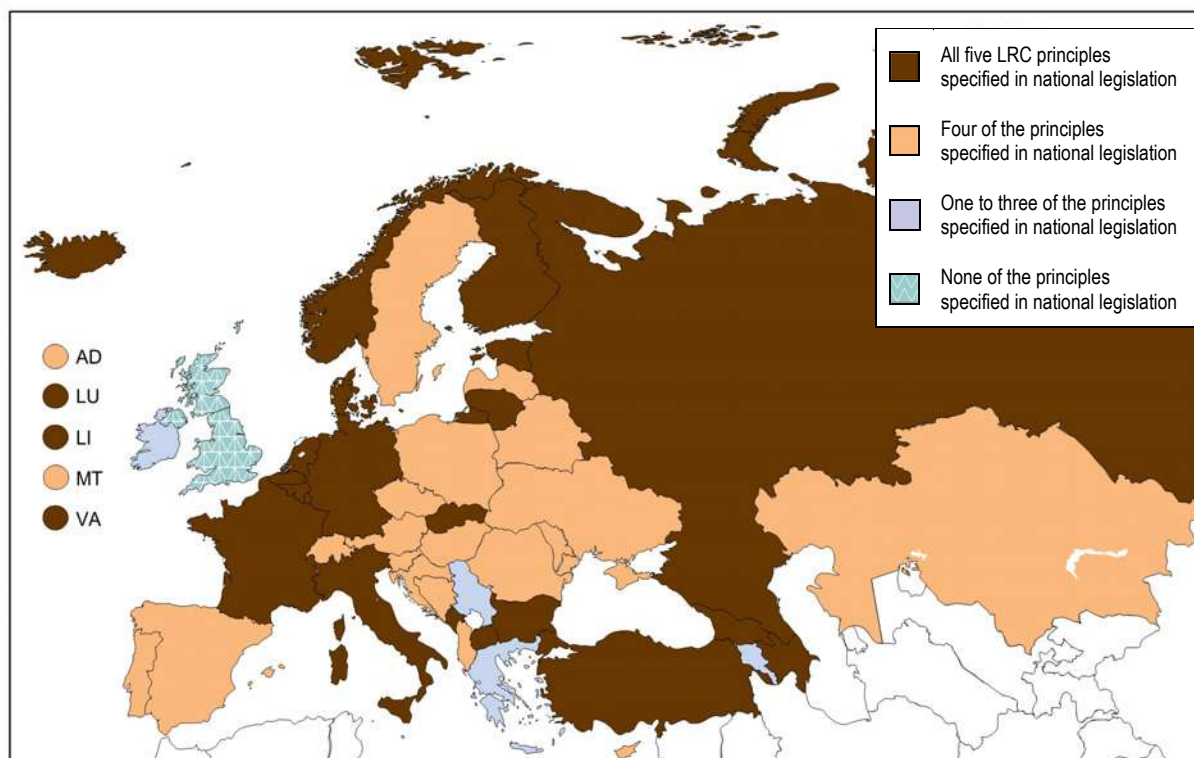 All five LRC principles
specified in national legislation
Four of the principles
specified in national legislation
One to three of the principles
specified in national legislation
None of the principles
specified in national legislation
AD
LU
LI
MT
VA